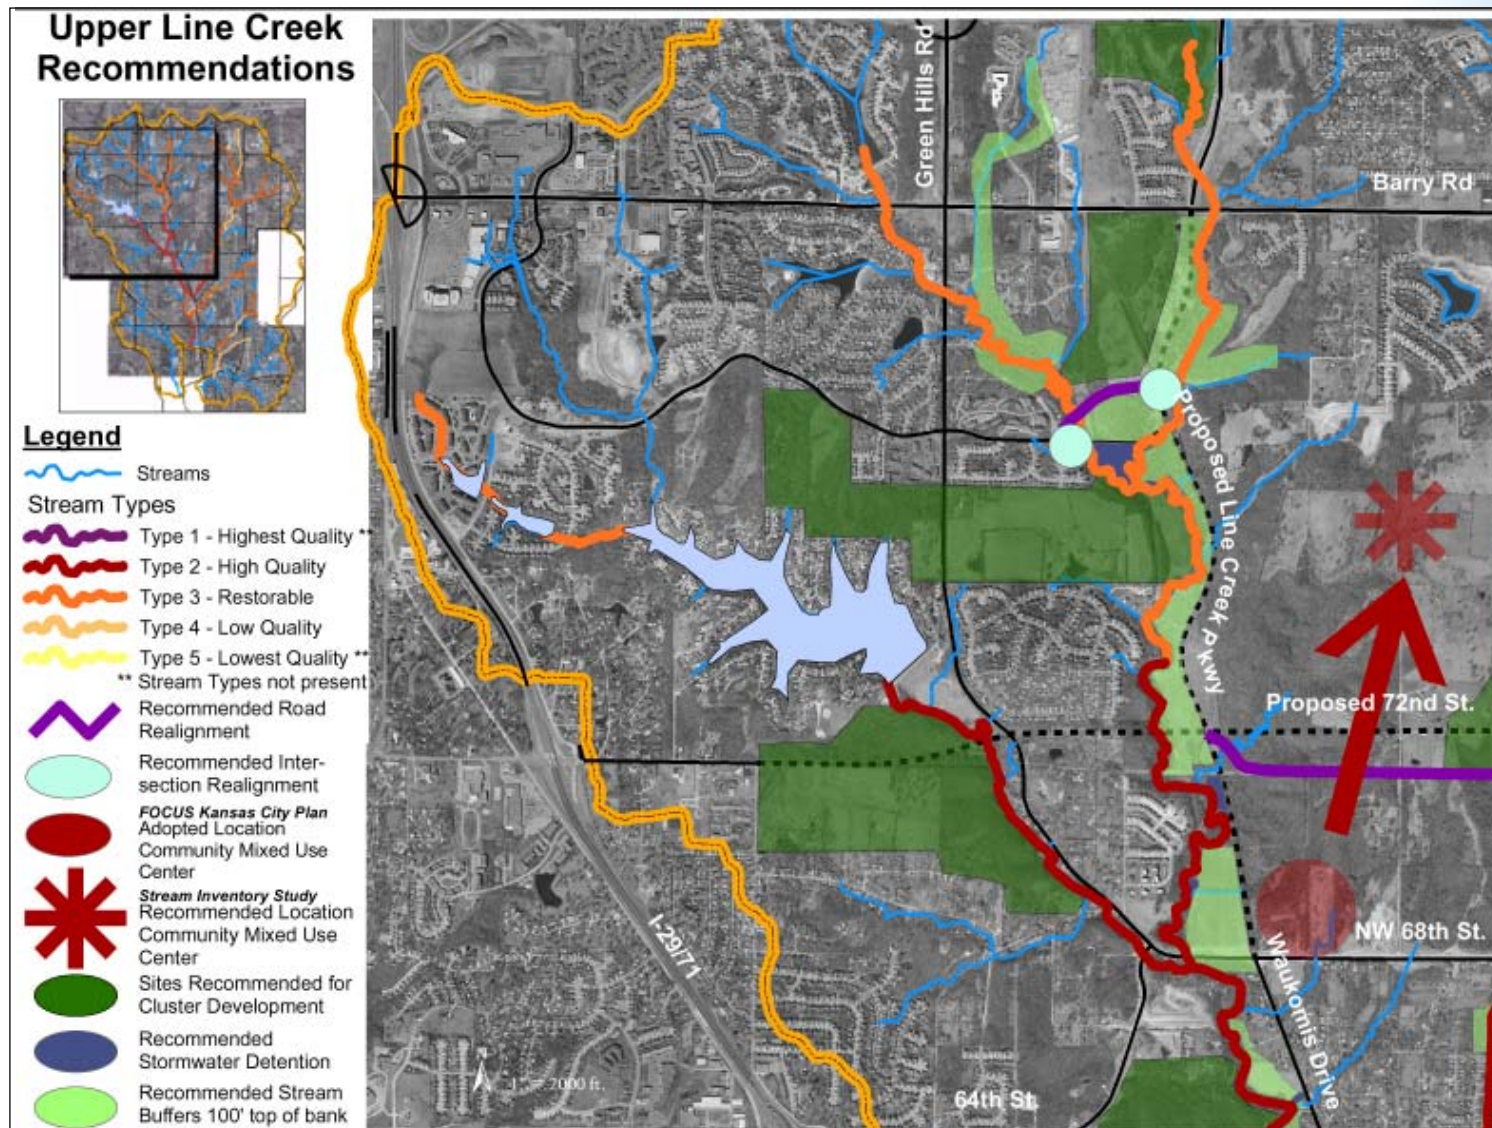 Upper Line Creek
Recommendations
Legend
Streams
Stream Types
Type 1 - Highest Quality **
Type 2 - High Quality
Type 3 - Restorable
Type 4 - Low Quality
Type 5 - Lowest Quality **
** Stream Types not present
Recommended Road
Realignment
Recommended Inter-
section Realignment
FOCUS Kansas City Plan
Adopted Location
Community Mixed Use
Center
Stream Inventory Study
Recommended Location
Community Mixed Use
Center
Sites Recommended for
Cluster Development
Recommended
Stormwater Detention
Recommended Stream
Buffers 100' top of bank
Green Hills Rd
Barry Rd
Proposed Line Creek Pkwy
Proposed 72nd St.
NW 68th St.
Waukomis Drive
I-29/71
64th St.
= 2000 ft.